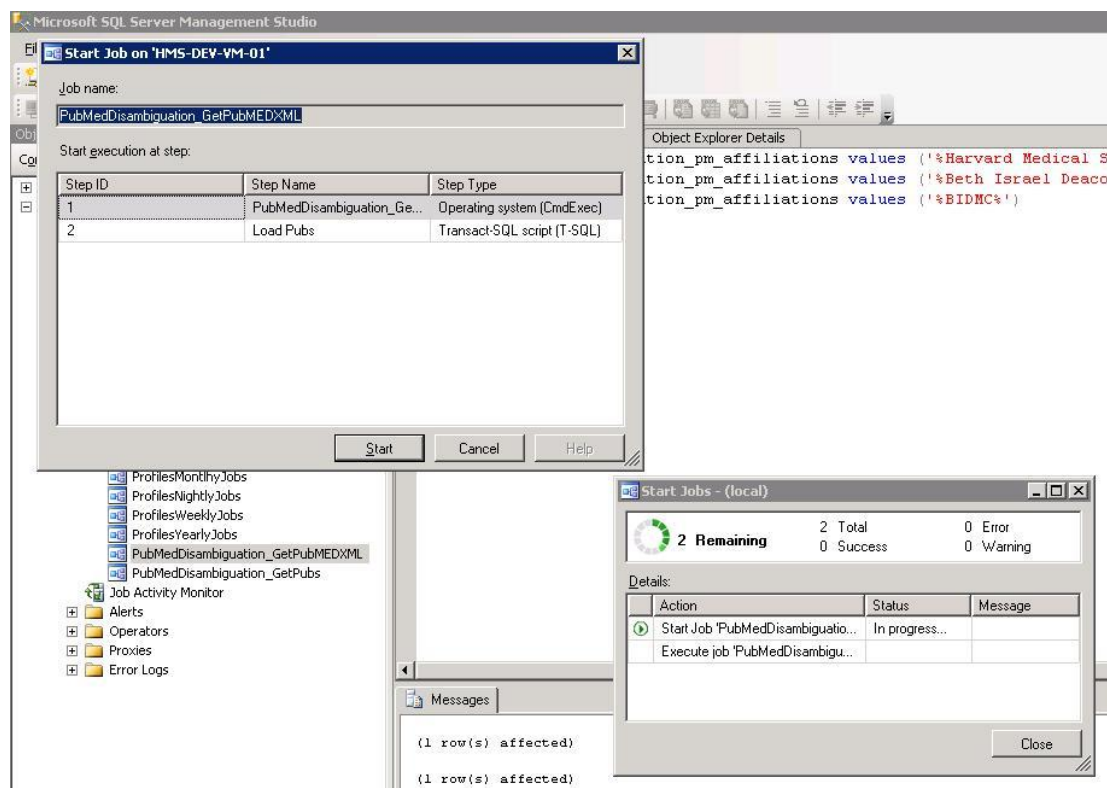 Microsoft SQL Server Management Studio
Start Job on 'HMS-DEV-VM-01'
Job name:
PubMedDisambiguation_GetPubMEDXML
Start execution at step:
Step ID Step Name Step Type
1 PubMedDisambiguation_Ge... Operating system (CmdExec)
2 Load Pubs Transact-SQL script (T-SQL)
Start Cancel Help
Object Explorer Details
tion_pm_affiliations values ('%Harvard Medical S
tion_pm_affiliations values ('%Beth Israel Deaco
tion_pm_affiliations values ('%BIDMC%')
ProfilesMontlhyJobs
ProfilesNightlyJobs
ProfilesWeeklyJobs
ProfilesYearlyJobs
PubMedDisambiguation_GetPubMEDXML
PubMedDisambiguation_GetPubs
Job Activity Monitor
Alerts
Operators
Proxies
Error Logs
Start Jobs - (local)
2 Remaining
2 Total 0 Error
0 Success 0 Warning
Details:
Action Status Message
Start Job 'PubMedDisambiguatio... In progress...
Execute job 'PubMedDisambigu...
Close
Messages
(1 row(s) affected)
(1 row(s) affected)